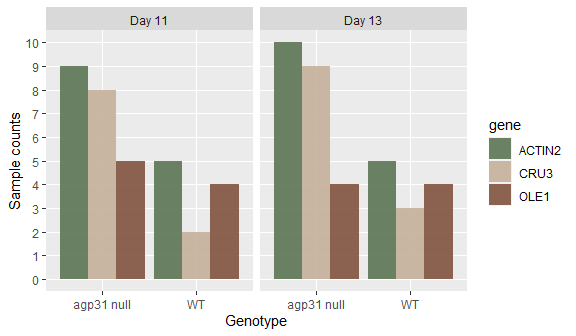 Day 11
Day 13
10
9
8
7
6
5
4
3
2
1
0
Sample counts
agp31 null
WT
agp31 null
WT
Genotype
gene
ACTIN2
CRU3
OLE1